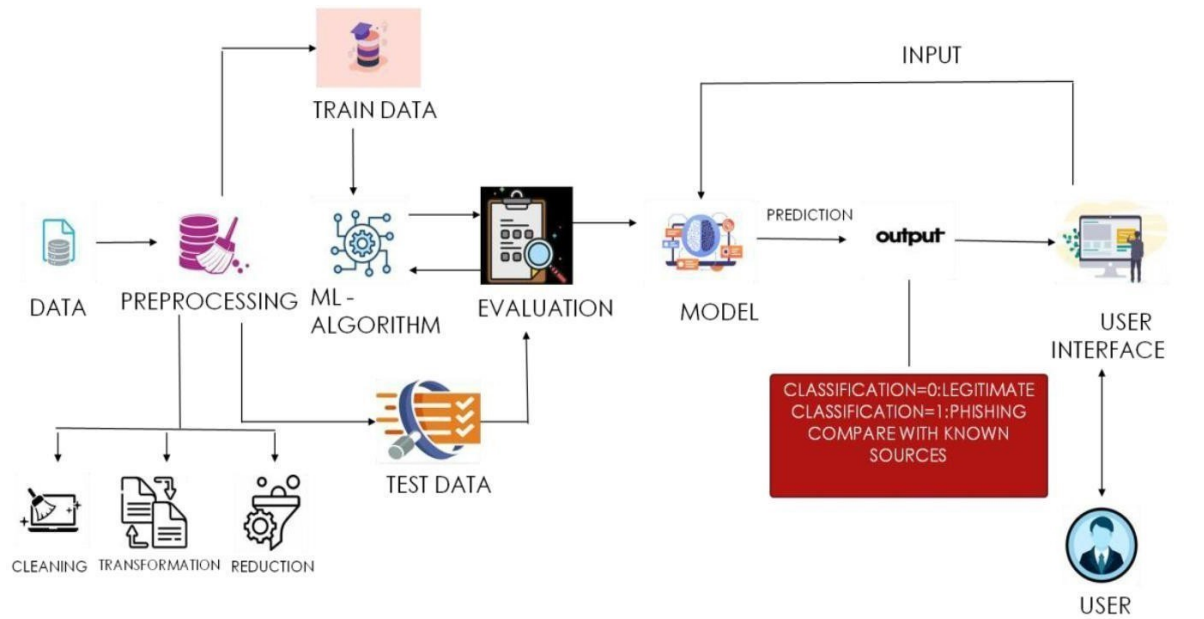 INPUT
TRAIN DATA
PREDICTION
output
DATA
PREPROCESSING
ML -
ALGORITHM
EVALUATION
MODEL
USER
INTERFACE
CLASSIFICATION=0:LEGITIMATE
CLASSIFICATION=1:PHISHING
COMPARE WITH KNOWN
SOURCES
TEST DATA
CLEANING
TRANSFORMATION
REDUCTION
USER